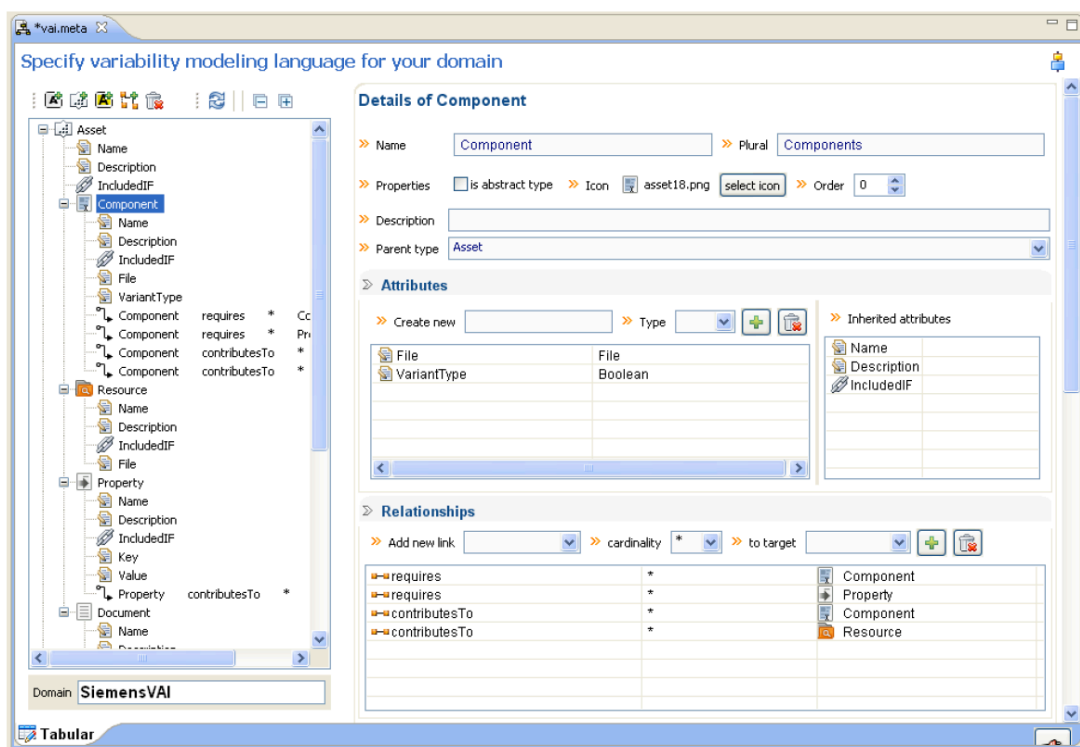 *vai.meta
Specify variability modeling language for your domain
Asset
Name
Description
IncludedIF
Component
Name
Description
IncludedIF
File
VariantType
Component requires * Co
Component requires * Pr
Component contributesTo *
Component contributesTo *
Resource
Name
Description
IncludedIF
File
Property
Name
Description
IncludedIF
Key
Value
Property contributesTo *
Document
Name
Domain SiemensVAI
Tabular
Details of Component
Name Component Plural Components
Properties is abstract type Icon asset18.png select icon Order 0
Description
Parent type Asset
Attributes
Create new Type
File File
VariantType Boolean
Inherited attributes
Name
Description
IncludedIF
Relationships
Add new link cardinality * to target
requires * Component
requires * Property
contributesTo * Component
contributesTo * Resource